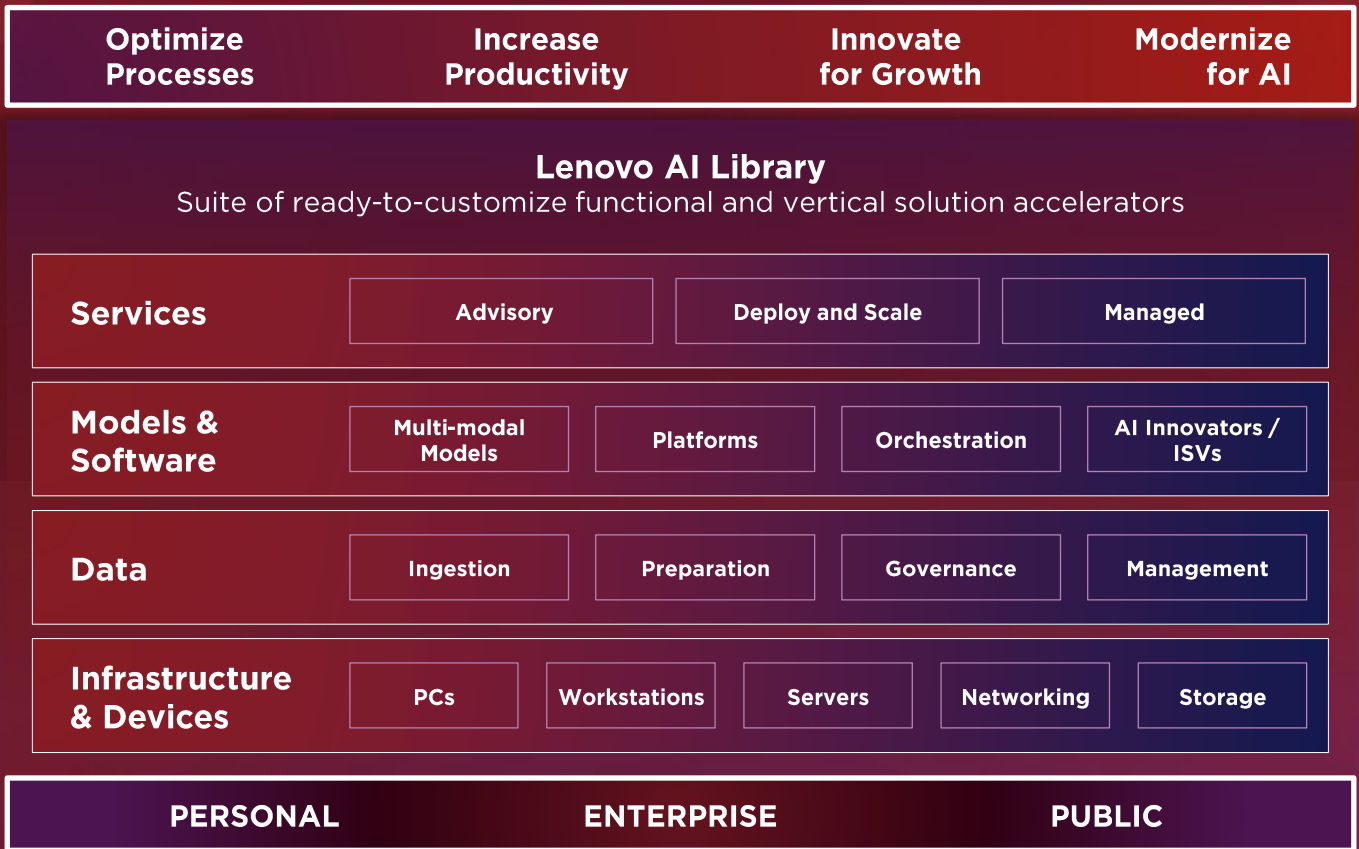 Optimize
Processes
Increase
Productivity
Innovate
for Growth
Modernize
for AI
Lenovo AI Library
Suite of ready-to-customize functional and vertical solution accelerators
Services
Advisory
Deploy and Scale
Managed
Models &
Software
Multi-modal
Models
Platforms
Orchestration
AI Innovators /
ISVs
Data
Ingestion
Preparation
Governance
Management
Infrastructure
& Devices
PCs
Workstations
Servers
Networking
Storage
PERSONAL
ENTERPRISE
PUBLIC